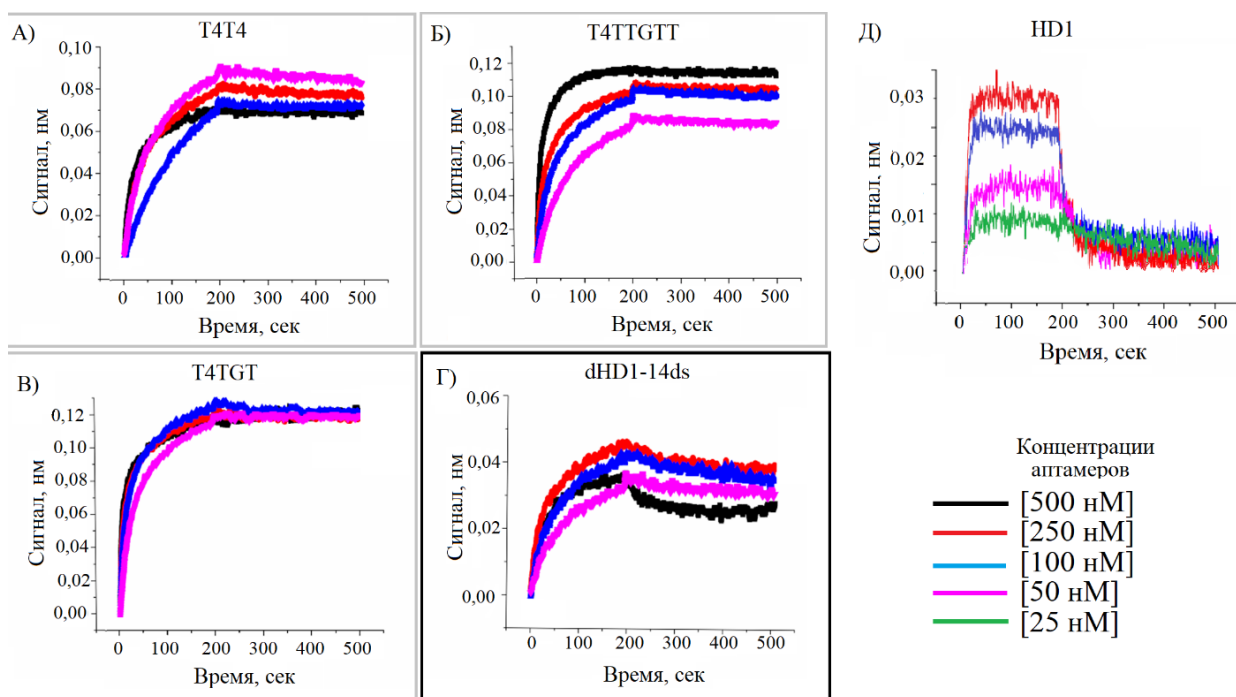 А)
T4T4
0,10
0,08
0,06
0,04
0,02
0,00
Сигнал, нм
0 100 200 300 400 500
Время, сек
Б)
T4TTGTT
0,12
0,10
0,08
0,06
0,04
0,02
0,00
Сигнал, нм
0 100 200 300 400 500
Время, сек
Д)
HD1
0,03
0,02
0,01
0,00
Сигнал, нм
0 100 200 300 400 500
Время, сек
В)
T4TGT
0,12
0,10
0,08
0,06
0,04
0,02
0,00
Сигнал, нм
0 100 200 300 400 500
Время, сек
Г)
dHD1-14ds
0,06
0,04
0,02
0,00
Сигнал, нм
0 100 200 300 400 500
Время, сек
Концентрации
аптамеров
[500 нМ]
[250 нМ]
[100 нМ]
[50 нМ]
[25 нМ]